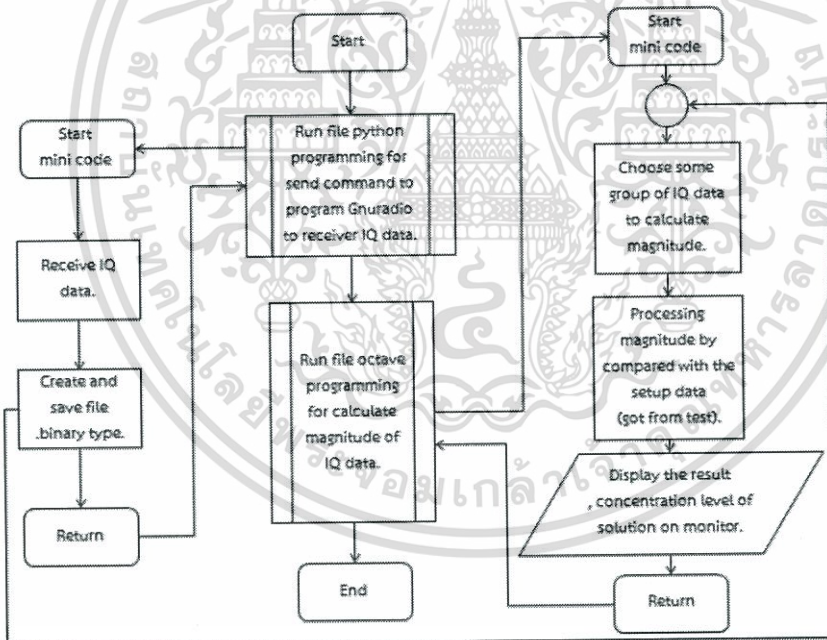 Start
Run file python
programming for
send command to
program Gnuradio
to receiver IQ data.
Run file octave
programming
for calculate
magnitude of
IQ data.
End
Start
mini code
Receive IQ
data.
Create and
save file
.binary type.
Return
Start
mini code
Choose some
group of IQ data
to calculate
magnitude.
Processing
magnitude by
compared with the
setup data
(got from test).
Display the result
, concentration level of
solution on monitor.
Return